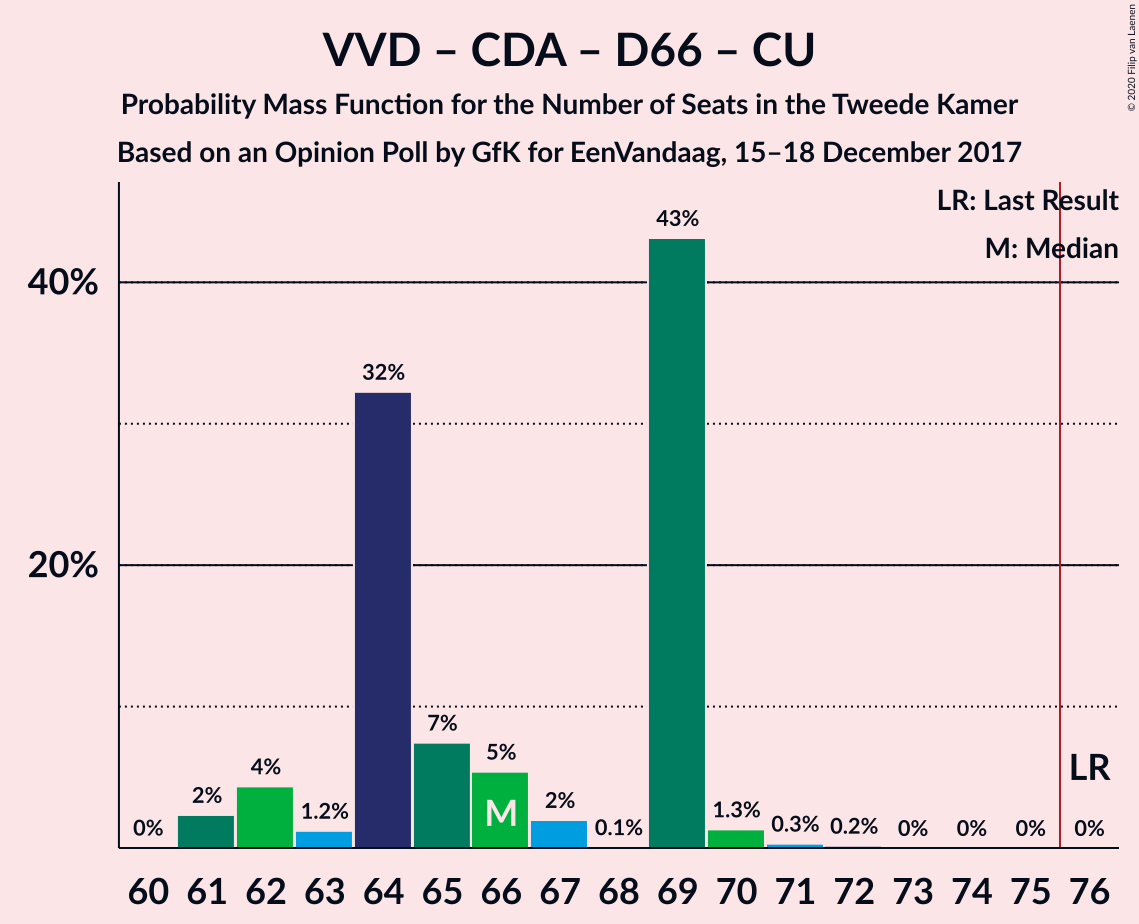 VVD – CDA – D66 – CU
Probability Mass Function for the Number of Seats in the Tweede Kamer
Based on an Opinion Poll by GfK for EenVandaag, 15–18 December 2017
© 2020 Filip van Laenen
LR: Last Result
M: Median
40%
20%
0%
2%
4%
1.2%
32%
7%
5%
2%
0.1%
43%
1.3%
0.3%
0.2%
0%
0%
0%
0%
M
LR
60 61 62 63 64 65 66 67 68 69 70 71 72 73 74 75 76